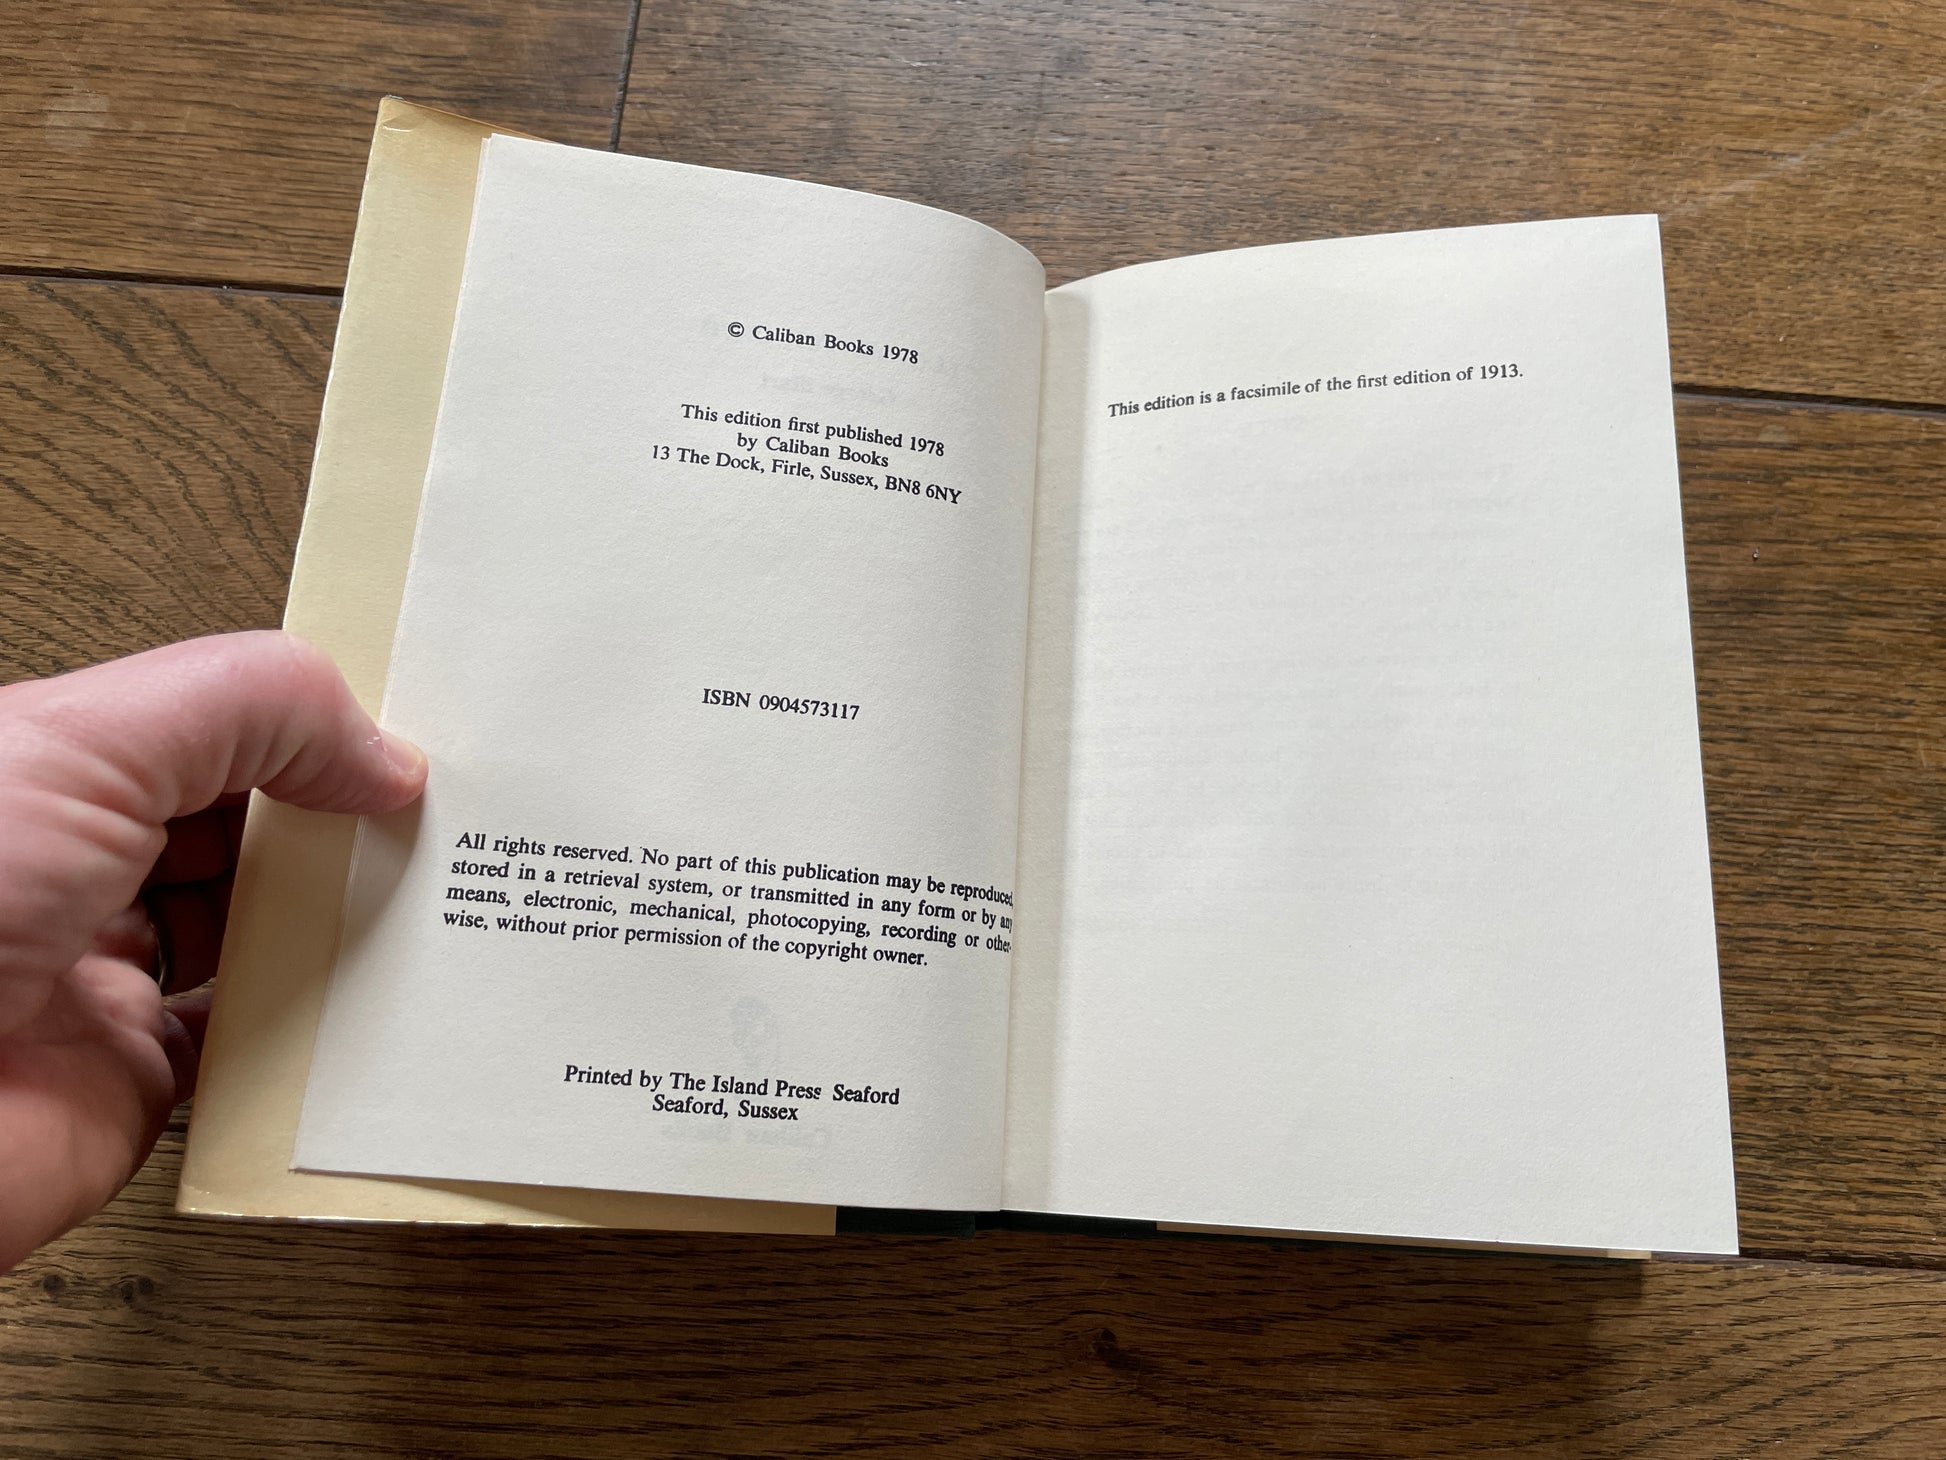 © Caliban Books 1978
This edition first published 1978
by Caliban Books
13 The Dock, Firle, Sussex, BN8 6NY
ISBN 0904573117
All rights reserved. No part of this publication may be reproduced,
stored in a retrieval system, or transmitted in any form or by any
means, electronic, mechanical, photocopying, recording or other-
wise, without prior permission of the copyright owner.
Printed by The Island Press Seaford
Seaford, Sussex
This edition is a facsimile of the first edition of 1913.